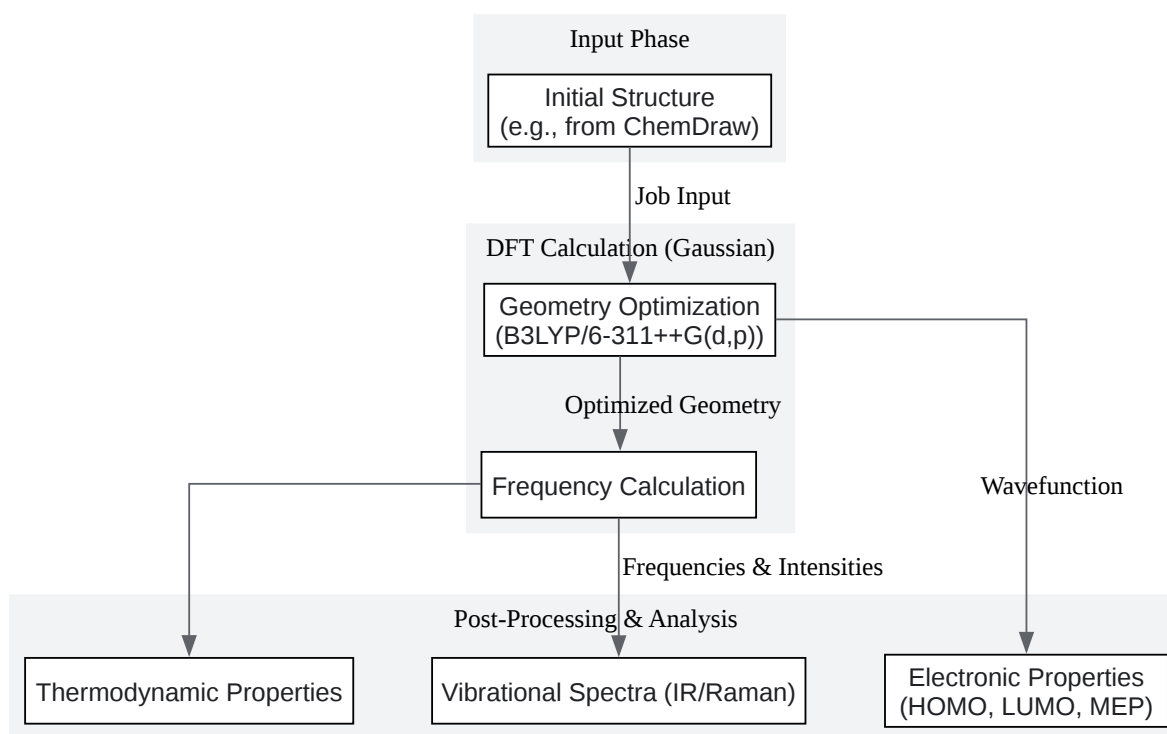 Input Phase
Initial Structure
(e.g., from ChemDraw)
Job Input
DFT Calculation (Gaussian)
Geometry Optimization
(B3LYP/6-311++G(d,p))
Optimized Geometry
Frequency Calculation
Wavefunction
Frequencies & Intensities
Post-Processing & Analysis
Thermodynamic Properties
Vibrational Spectra (IR/Raman)
Electronic Properties
(HOMO, LUMO, MEP)